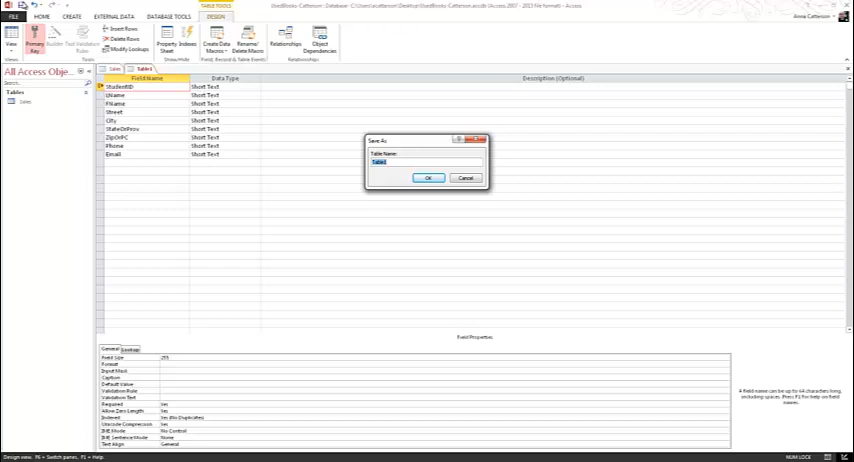 TABLE TOOLS
UsedBooks Catterson : Database- C:\Users\acatterson\Desktop\UsedBooks Catterson.accdb (Access 2007 - 2013 file format) - Access
FILE HOME CREATE EXTERNAL DATA DATABASE TOOLS DESIGN
Anna Catterson
View
Primary Key
Builder
Test Validation Rules
Insert Rows
Delete Rows
Modify Lookups
Property Sheet
Indexes
Create Data Macros
Rename/ Delete Macro
Relationships
Object Dependencies
Views Tools Show/Hide Field, Record & Table Events Relationships
All Access Obje...
Search...
Tables
Sales
Sales Table1
Field Name Data Type Description (Optional)
StudentID Short Text
LName Short Text
FName Short Text
Street Short Text
City Short Text
StateOrProv Short Text
ZipOrPC Short Text
Phone Short Text
Email Short Text
Save As
Table Name:
Table1
OK Cancel
Field Properties
General Lookup
Field Size 255
Format
Input Mask
Caption
Default Value
Validation Rule
Validation Text
Required Yes
Allow Zero Length Yes
Indexed Yes (No Duplicates)
Unicode Compression Yes
IME Mode No Control
IME Sentence Mode None
Text Align General
A field name can be up to 64 characters long,
including spaces. Press F1 for help on field
names.
Design view. F6 = Switch panes. F1 = Help.
NUM LOCK